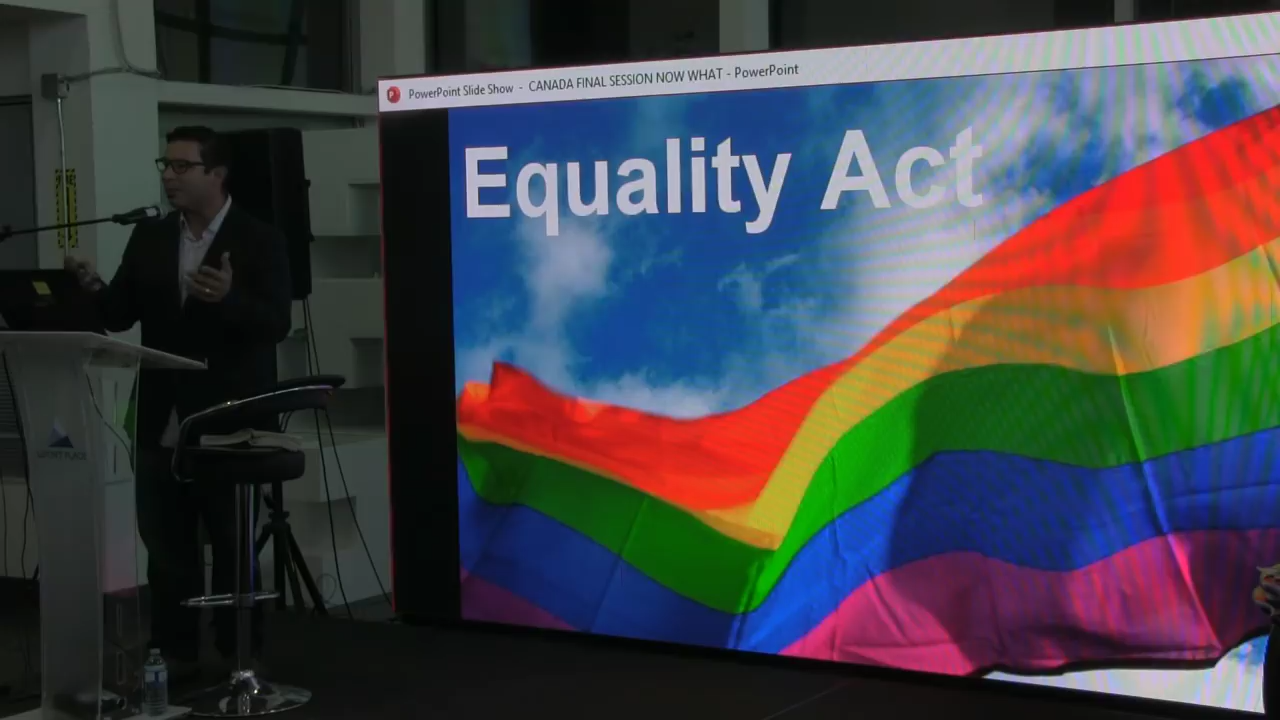 PowerPoint Slide Show - CANADA FINAL SESSION NOW WHAT - PowerPoint
Equality Act